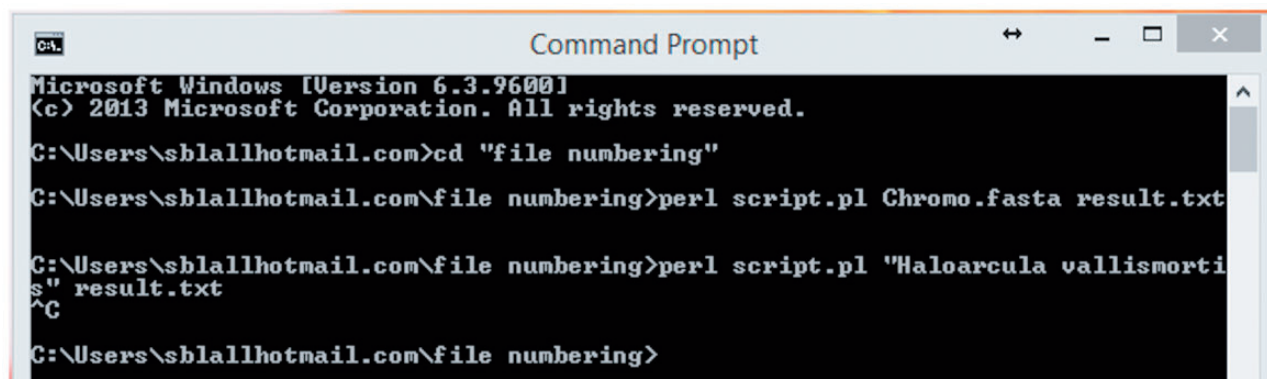 C:\.
Command Prompt
Microsoft Windows [Version 6.3.9600]
(c) 2013 Microsoft Corporation. All rights reserved.
C:\Users\sblallhotmail.com>cd "file numbering"
C:\Users\sblallhotmail.com\file numbering>perl script.pl Chromo.fasta result.txt
C:\Users\sblallhotmail.com\file numbering>perl script.pl "Haloarcula vallismorti
s" result.txt
^C
C:\Users\sblallhotmail.com\file numbering>